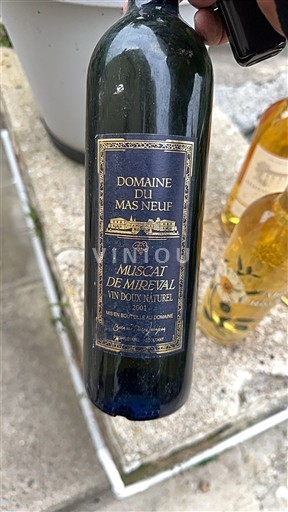 DOMAINE
DU
MAS NEUF
VINIOU
MUSCAT
DE MIREVAL
VIN DOUX NATUREL
2001
MIS EN BOUTEILLE AU DOMAINE